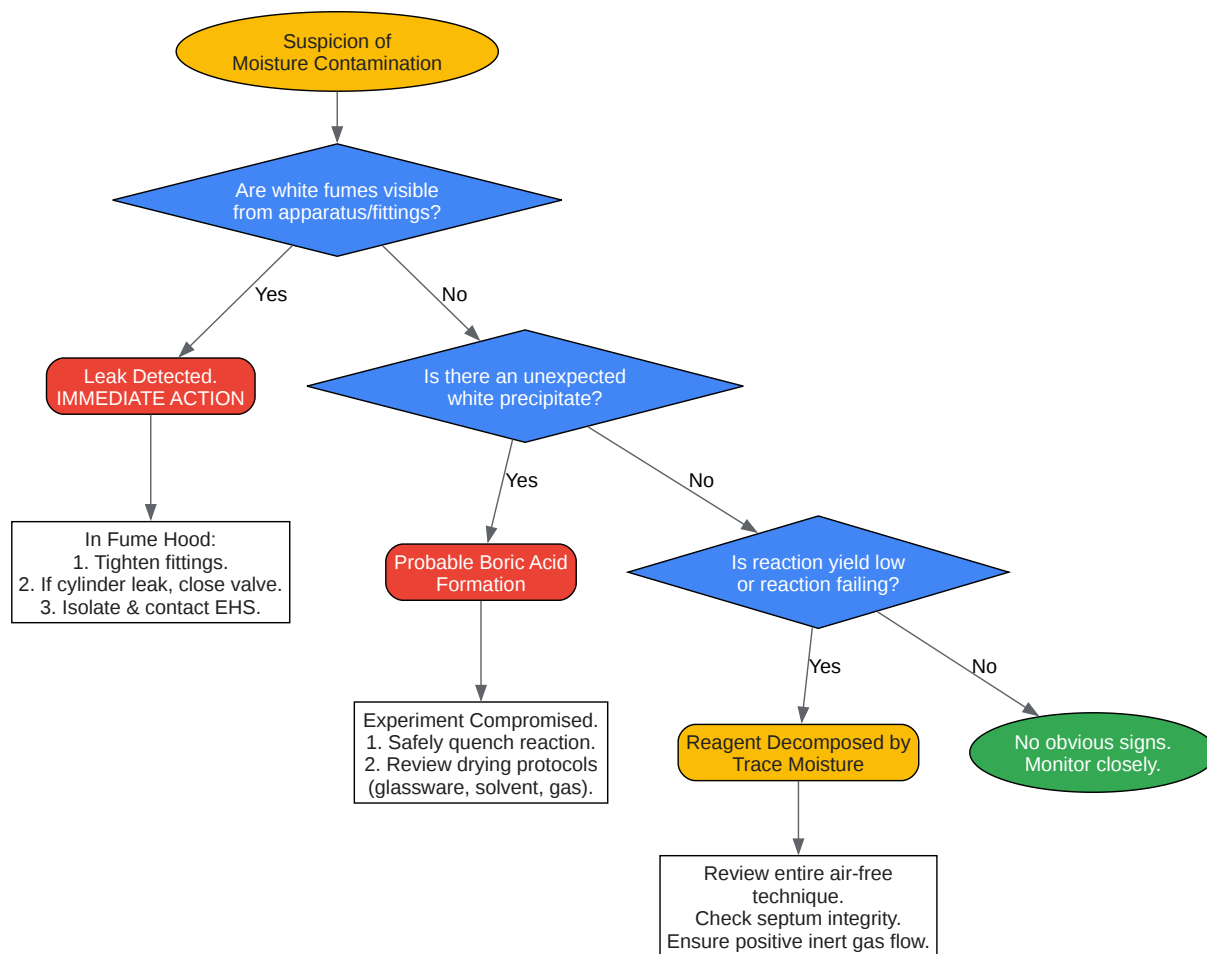 Suspicion of
Moisture Contamination
Are white fumes visible
from apparatus/fittings?
Yes
No
Leak Detected.
IMMEDIATE ACTION
Is there an unexpected
white precipitate?
Yes
No
In Fume Hood:
1. Tighten fittings.
2. If cylinder leak, close valve.
3. Isolate & contact EHS.
Probable Boric Acid
Formation
Is reaction yield low
or reaction failing?
Yes
No
Experiment Compromised.
1. Safely quench reaction.
2. Review drying protocols
(glassware, solvent, gas).
Reagent Decomposed by
Trace Moisture
No obvious signs.
Monitor closely.
Review entire air-free
technique.
Check septum integrity.
Ensure positive inert gas flow.